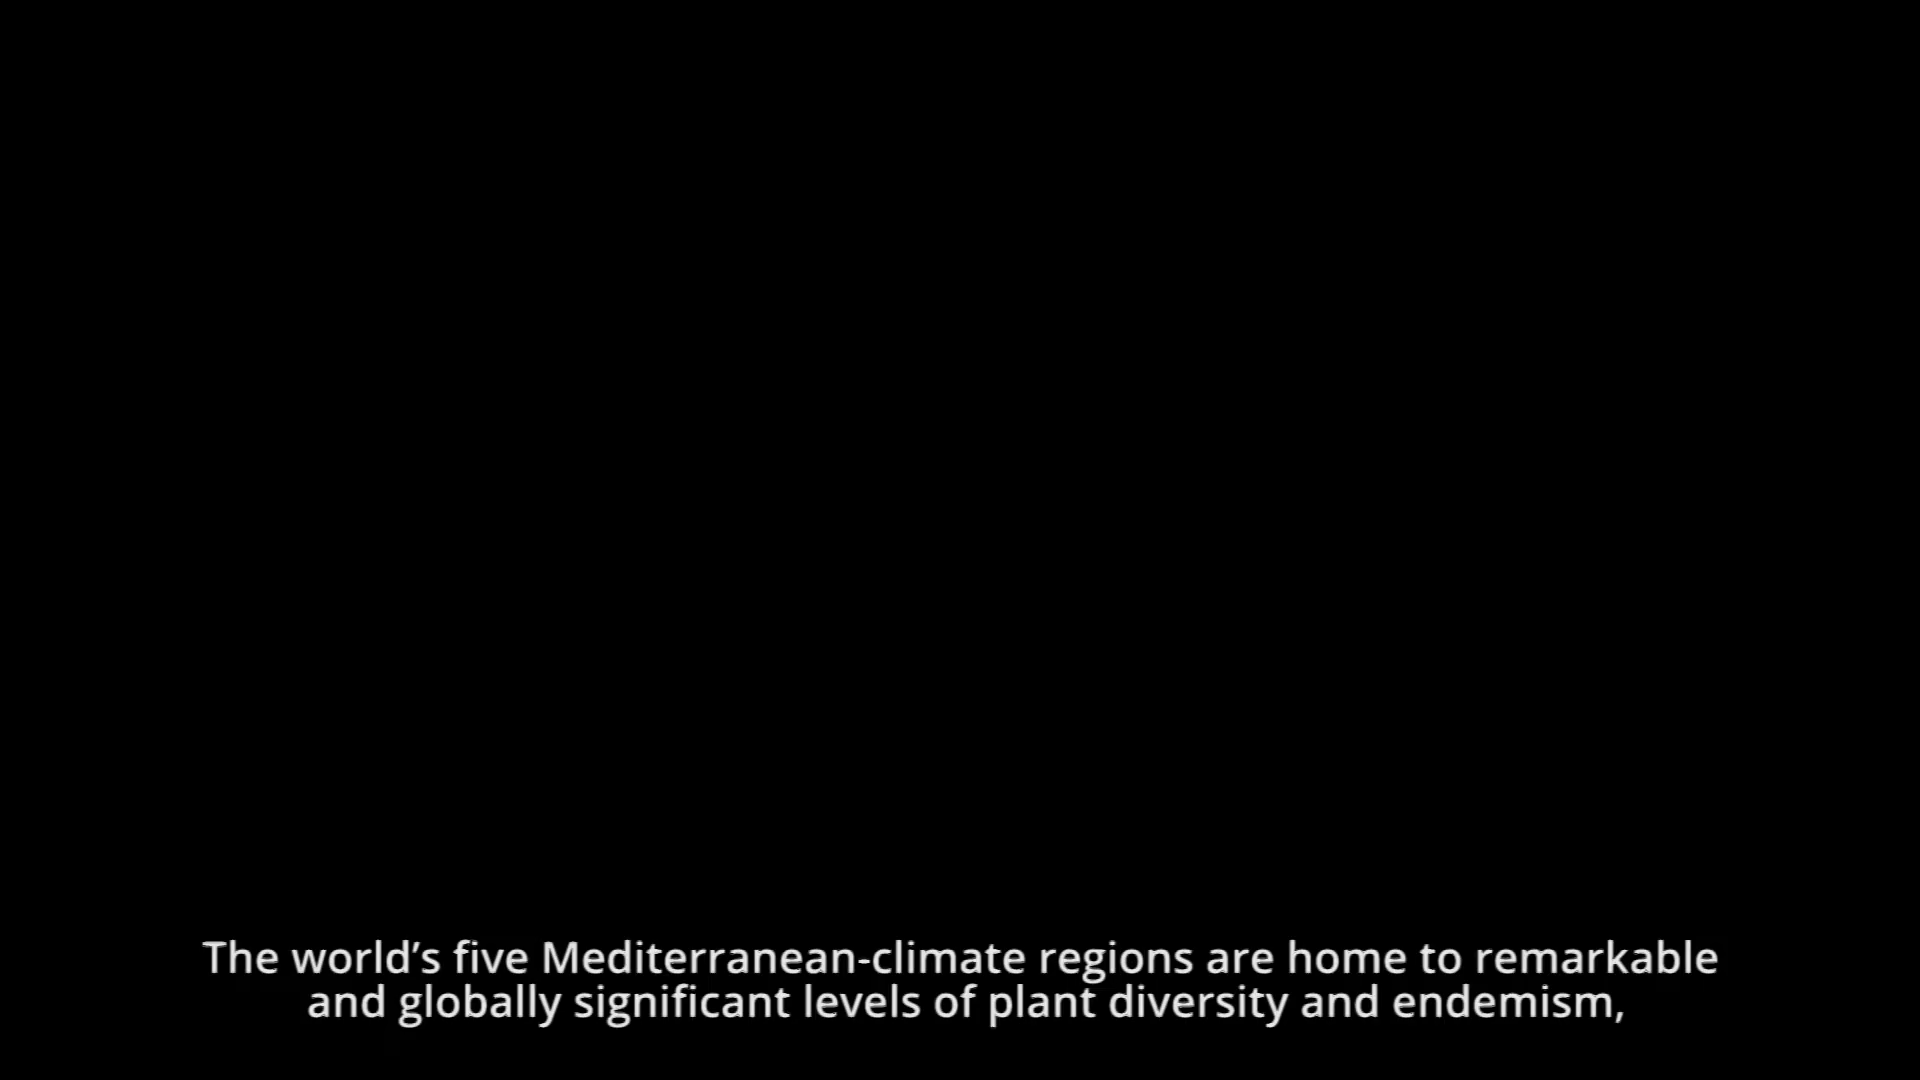 The world’s five Mediterranean-climate regions are home to remarkable
and globally significant levels of plant diversity and endemism,